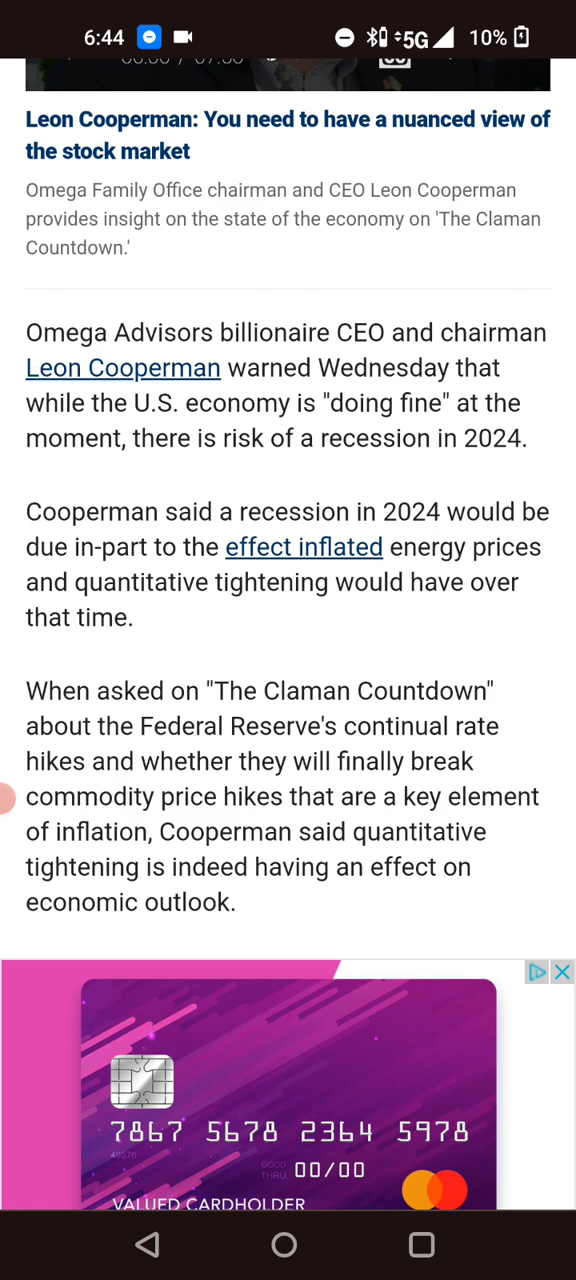 6:44
5G
10%
Leon Cooperman: You need to have a nuanced view of
the stock market
Omega Family Office chairman and CEO Leon Cooperman
provides insight on the state of the economy on 'The Claman
Countdown.'
Omega Advisors billionaire CEO and chairman
Leon Cooperman warned Wednesday that
while the U.S. economy is "doing fine" at the
moment, there is risk of a recession in 2024.
Cooperman said a recession in 2024 would be
due in-part to the effect inflated energy prices
and quantitative tightening would have over
that time.
When asked on "The Claman Countdown"
about the Federal Reserve's continual rate
hikes and whether they will finally break
commodity price hikes that are a key element
of inflation, Cooperman said quantitative
tightening is indeed having an effect on
economic outlook.
7867 5678 2364 5978
GOOD
THRU 00/00
VALUED CARDHOLDER